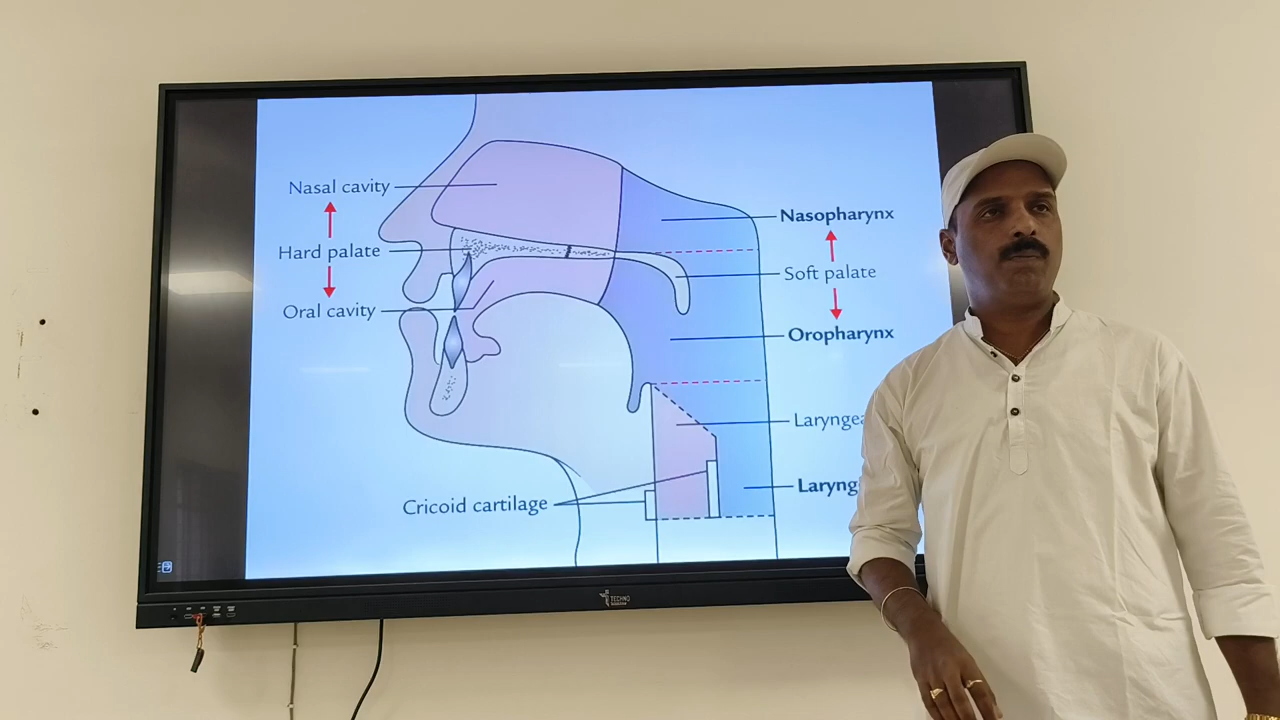 Nasal cavity
Hard palate
Oral cavity
Nasopharynx
Soft palate
Oropharynx
Cricoid cartilage
TECHNO